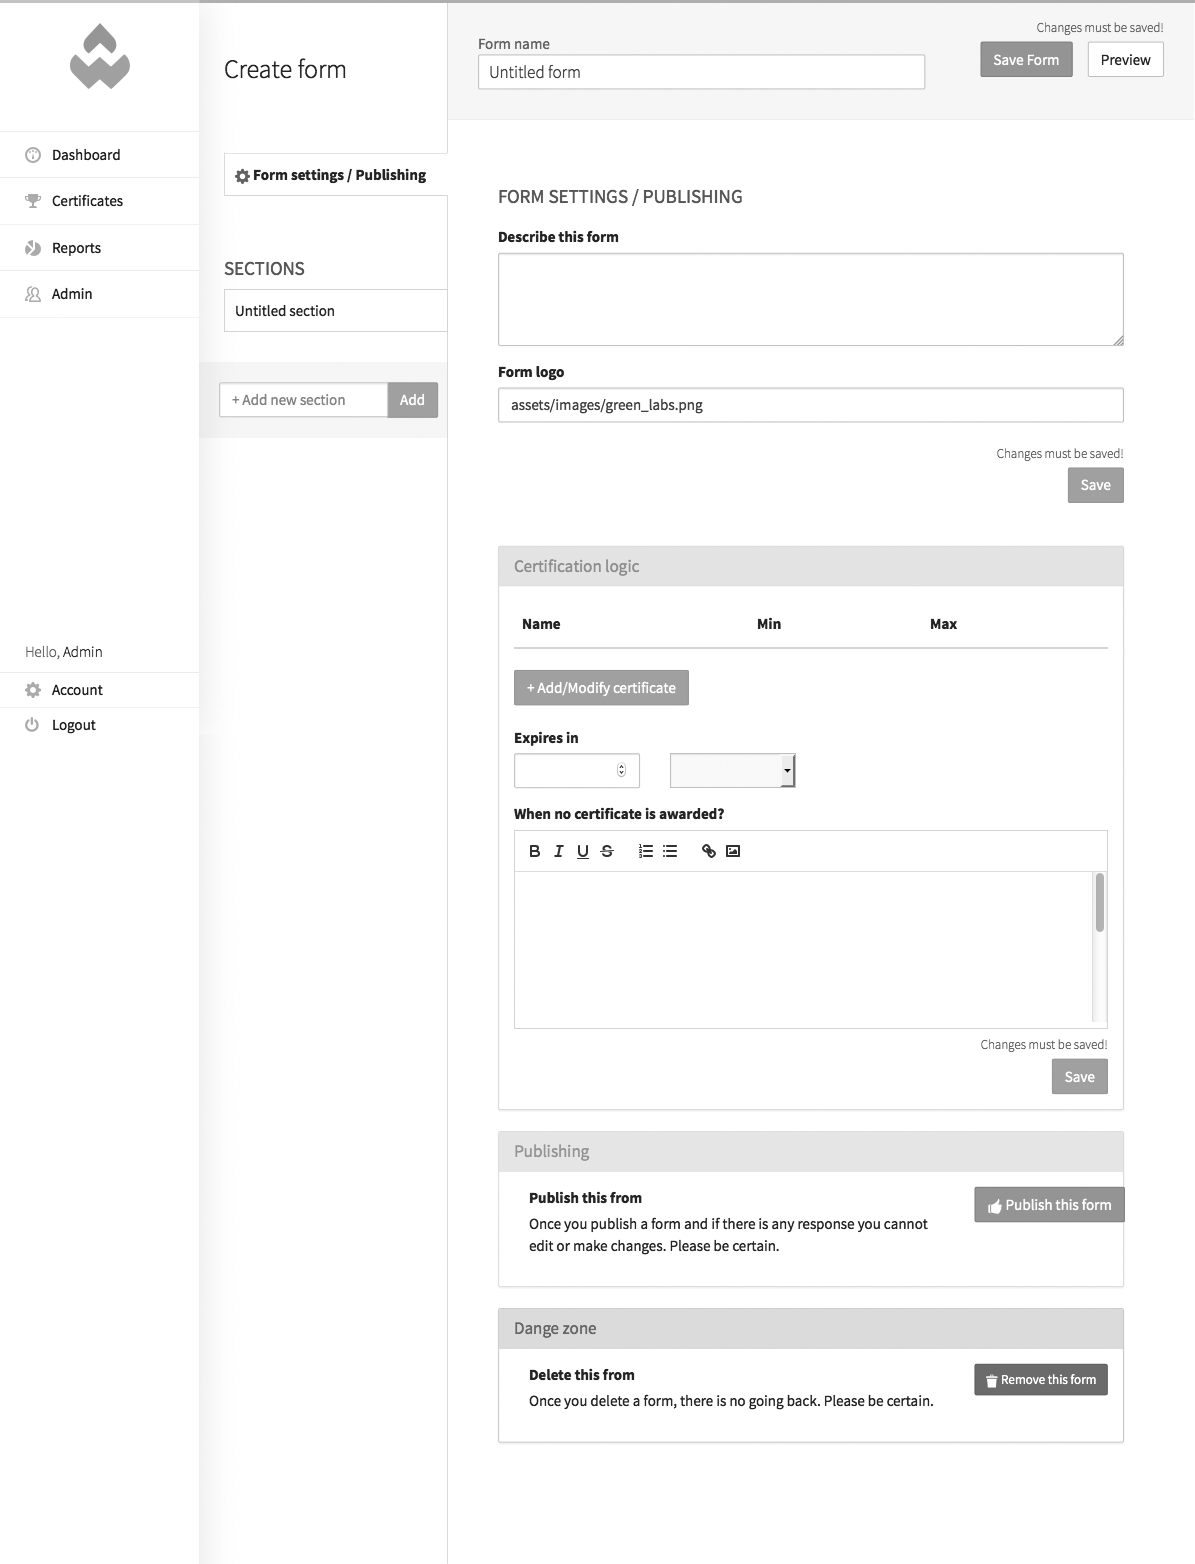 Dashboard
Certificates
Reports
Admin
Hello, Admin
Account
Logout
Create form
Form settings / Publishing
SECTIONS
Untitled section
+ Add new section
Add
Form name
Untitled form
Changes must be saved!
Save Form
Preview
FORM SETTINGS / PUBLISHING
Describe this form
Form logo
assets/images/green_labs.png
Changes must be saved!
Save
Certification logic
Name Min Max
+ Add/Modify certificate
Expires in
When no certificate is awarded?
B I U S
Changes must be saved!
Save
Publishing
Publish this from
Once you publish a form and if there is any response you cannot
edit or make changes. Please be certain.
Publish this form
Dange zone
Delete this from
Once you delete a form, there is no going back. Please be certain.
Remove this form